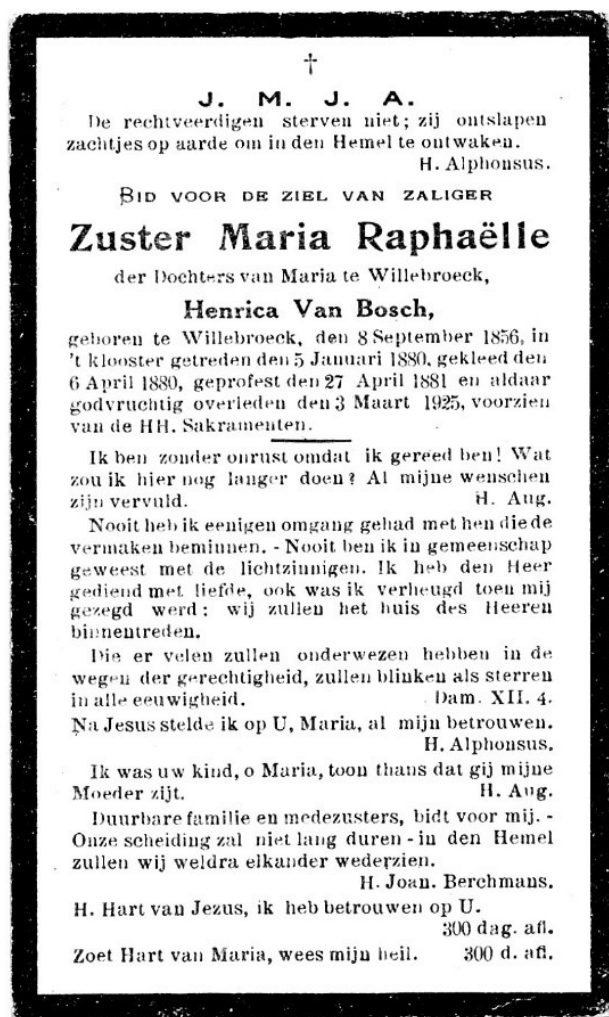 †
J. M. J. A.
De rechtveerdigen sterven niet; zij ontslapen
zachtjes op aarde om in den Hemel te ontwaken.
H. Alphonsus.
BID VOOR DE ZIEL VAN ZALIGER
Zuster Maria Raphaëlle
der Dochters van Maria te Willebroeck,
Henrica Van Bosch,
geboren te Willebroeck, den 8 September 1856, in
't klooster getreden den 5 Januari 1880, gekleed den
6 April 1880, geprofest den 27 April 1881 en aldaar
godvruchtig overleden den 3 Maart 1925, voorzien
van de HH. Sakramenten.
Ik ben zonder onrust omdat ik gereed ben! Wat
zou ik hier nog langer doen? Al mijne wenschen
zijn vervuld. H. Aug.
Nooit heb ik eenigen omgang gehad met hen die de
vermaken beminnen. - Nooit ben ik in gemeenschap
geweest met de lichtzinnigen. Ik heb den Heer
gediend met liefde, ook was ik verheugd toen mij
gezegd werd: wij zullen het huis des Heeren
binnentreden.
Die er velen zullen onderwezen hebben in de
wegen der gerechtigheid, zullen blinken als sterren
in alle eeuwigheid. Dam. XII. 4.
Na Jesus stelde ik op U, Maria, al mijn betrouwen.
H. Alphonsus.
Ik was uw kind, o Maria, toon thans dat gij mijne
Moeder zijt. H. Aug.
Duurbare familie en medezusters, bidt voor mij. -
Onze scheiding zal niet lang duren - in den Hemel
zullen wij weldra elkander wederzien.
H. Joan. Berchmans.
H. Hart van Jezus, ik heb betrouwen op U.
300 dag. afl.
Zoet Hart van Maria, wees mijn heil. 300 d. afl.